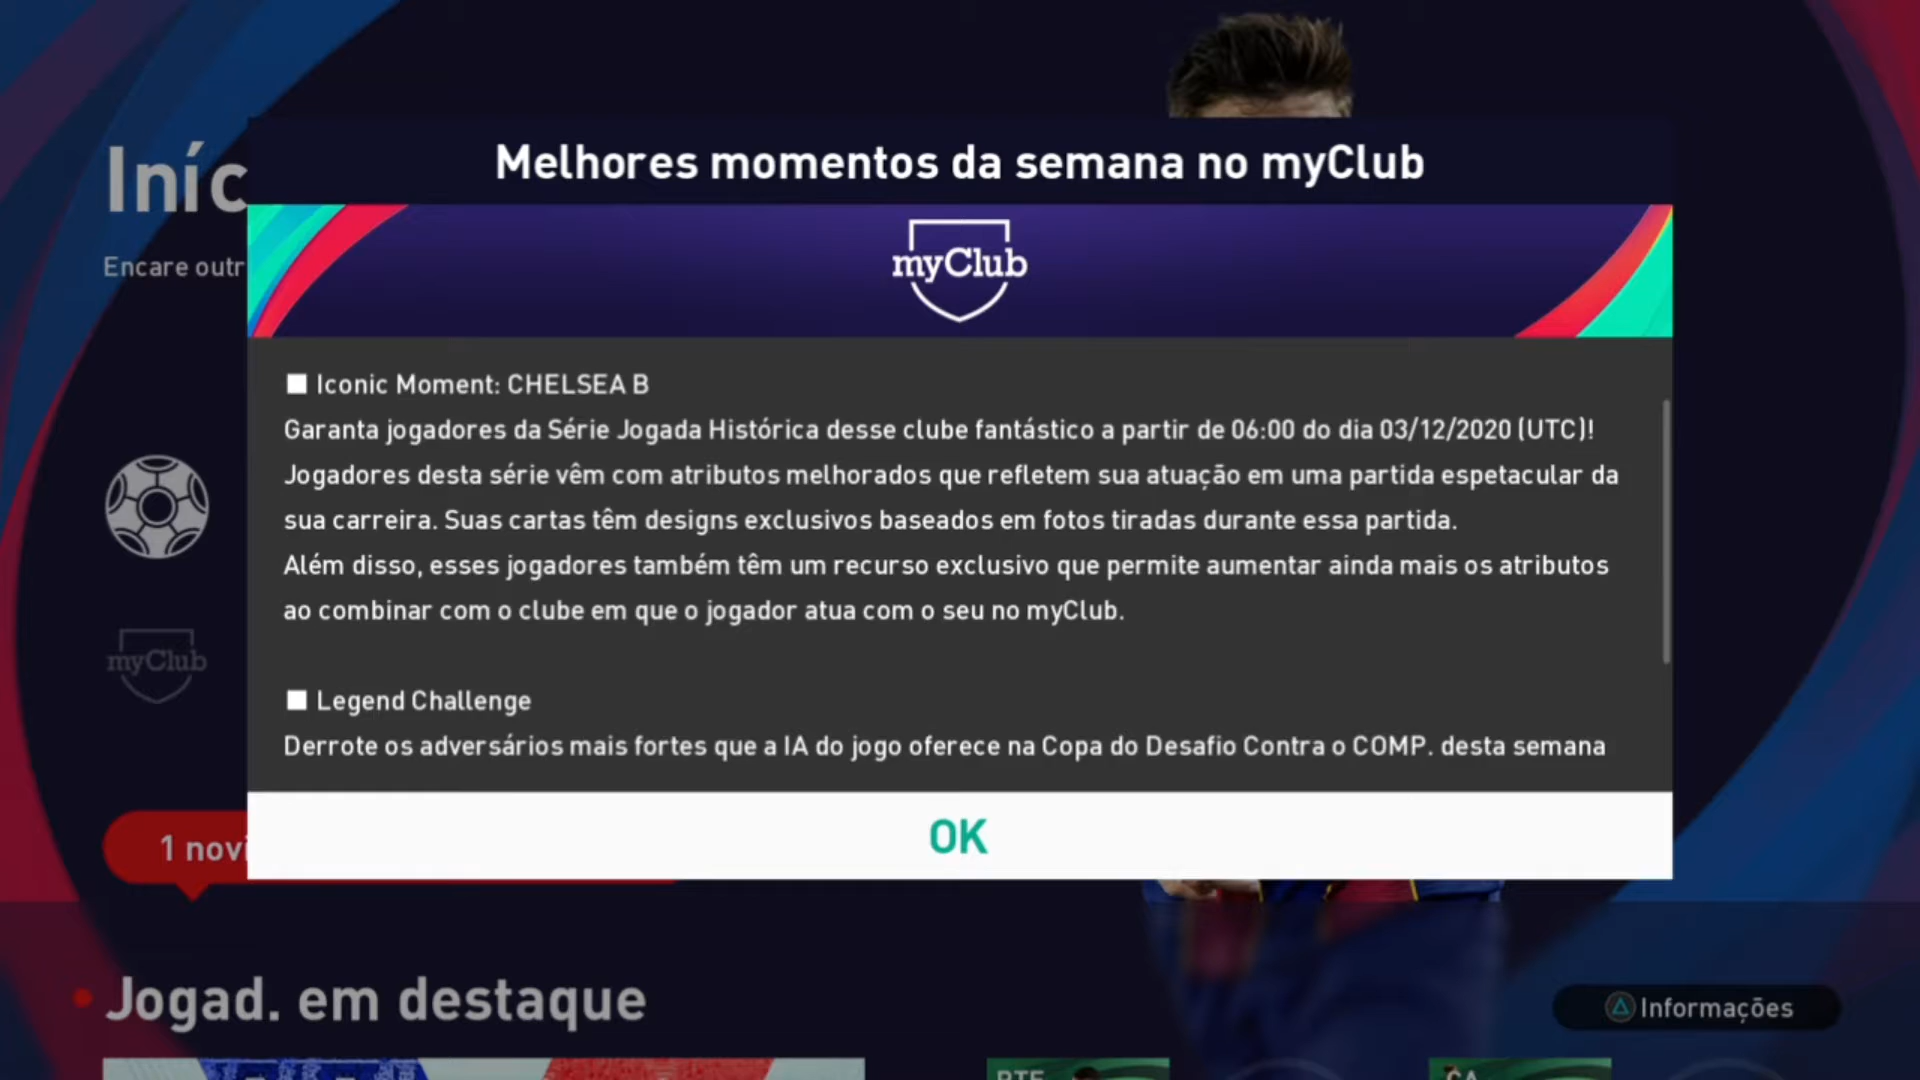 Melhores momentos da semana no myClub
Iníc
Encare outr
myClub
■ Iconic Moment: CHELSEA B
Garanta jogadores da Série Jogada Histórica desse clube fantástico a partir de 06:00 do dia 03/12/2020 (UTC)!
Jogadores desta série vêm com atributos melhorados que refletem sua atuação em uma partida espetacular da
sua carreira. Suas cartas têm designs exclusivos baseados em fotos tiradas durante essa partida.
Além disso, esses jogadores também têm um recurso exclusivo que permite aumentar ainda mais os atributos
ao combinar com o clube em que o jogador atua com o seu no myClub.
myClub
■ Legend Challenge
Derrote os adversários mais fortes que a IA do jogo oferece na Copa do Desafio Contra o COMP. desta semana
OK
1 novi
Jogad. em destaque
Informações
PTE
CA